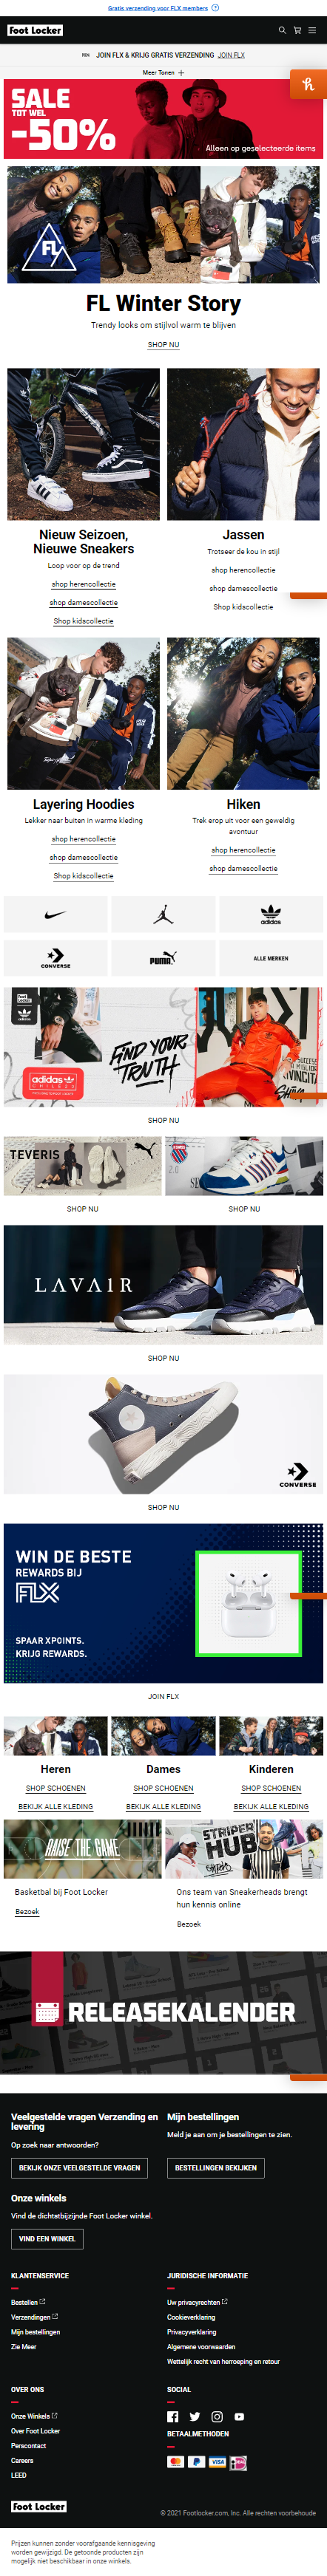 Gratis verzending voor FLX members
Foot Locker
JOIN FLX & KRIJG GRATIS VERZENDING JOIN FLX
Meer Tonen +
SALE
TOT WEL
-50%
Alleen op geselecteerde items
FL
FL Winter Story
Trendy looks om stijlvol warm te blijven
SHOP NU
Nieuw Seizoen,
Nieuwe Sneakers
Loop voor op de trend
shop herencollectie
shop damescollectie
Shop kidscollectie
Jassen
Trotseer de kou in stijl
shop herencollectie
shop damescollectie
Shop kidscollectie
Layering Hoodies
Lekker naar buiten in warme kleding
shop herencollectie
shop damescollectie
Shop kidscollectie
Hiken
Trek erop uit voor een geweldig
avontuur
shop herencollectie
shop damescollectie
adidas
CONVERSE
PUMA
ALLE MERKEN
adidas
FIND YOUR
TRUTH
SHOP NU
TEVERIS
SHOP NU
2.0
SHOP NU
LAVAIR
SHOP NU
CONVERSE
SHOP NU
WIN DE BESTE
REWARDS BIJ
FLX
SPAAR XPOINTS.
KRIJG REWARDS.
JOIN FLX
Heren
SHOP SCHOENEN
BEKIJK ALLE KLEDING
Dames
SHOP SCHOENEN
BEKIJK ALLE KLEDING
Kinderen
SHOP SCHOENEN
BEKIJK ALLE KLEDING
RAISE THE GAME
Basketbal bij Foot Locker
Bezoek
STRIPER
HUB
Ons team van Sneakerheads brengt
hun kennis online
Bezoek
RELEASEKALENDER
Veelgestelde vragen Verzending en
levering
Op zoek naar antwoorden?
BEKIJK ONZE VEELGESTELDE VRAGEN
Mijn bestellingen
Meld je aan om je bestellingen te zien.
BESTELLINGEN BEKIJKEN
Onze winkels
Vind de dichtstbijzijnde Foot Locker winkel.
VIND EEN WINKEL
KLANTENSERVICE
Bestellen
Verzendingen
Mijn bestellingen
Zie Meer
JURIDISCHE INFORMATIE
Uw privacyrechten
Cookieverklaring
Privacyverklaring
Algemene voorwaarden
Wettelijk recht van herroeping en retour
OVER ONS
Onze Winkels
Over Foot Locker
Perscontact
Careers
LEED
SOCIAL
BETAALMETHODEN
Foot Locker
© 2021 Footlocker.com, Inc. Alle rechten voorbehoude
Prijzen kunnen zonder voorafgaande kennisgeving
worden gewijzigd. De getoonde producten zijn
mogelijk niet beschikbaar in onze winkels.